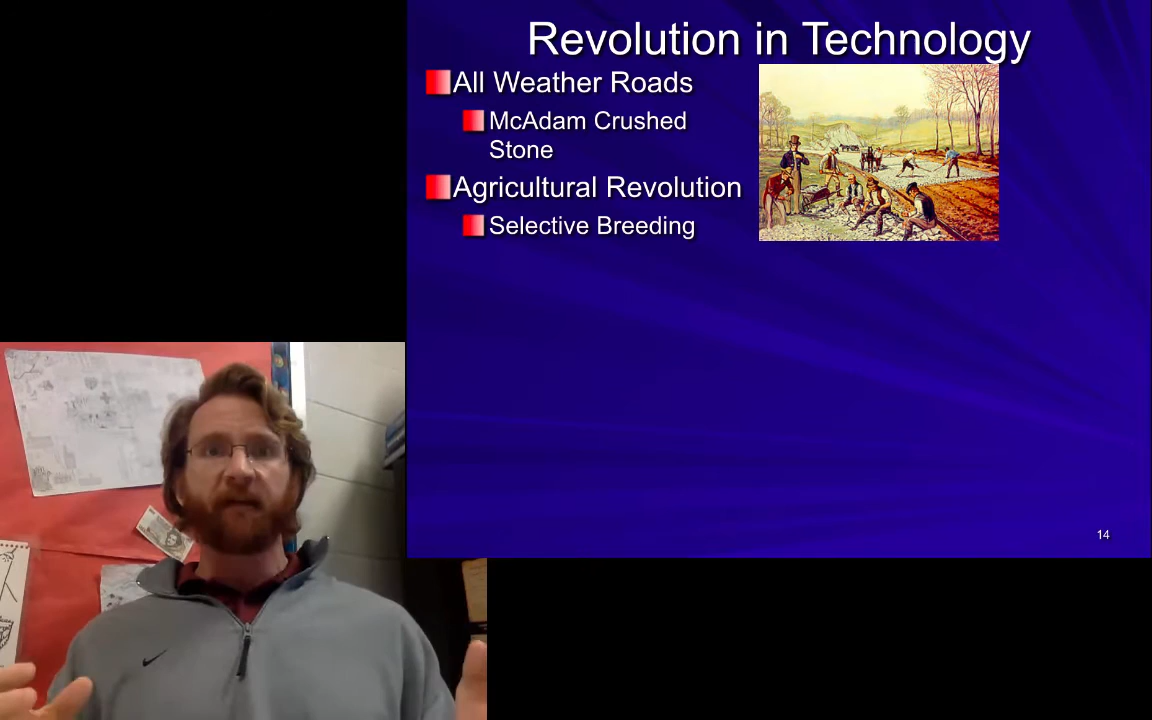 Revolution in Technology
All Weather Roads
McAdam Crushed
Stone
Agricultural Revolution
Selective Breeding
14